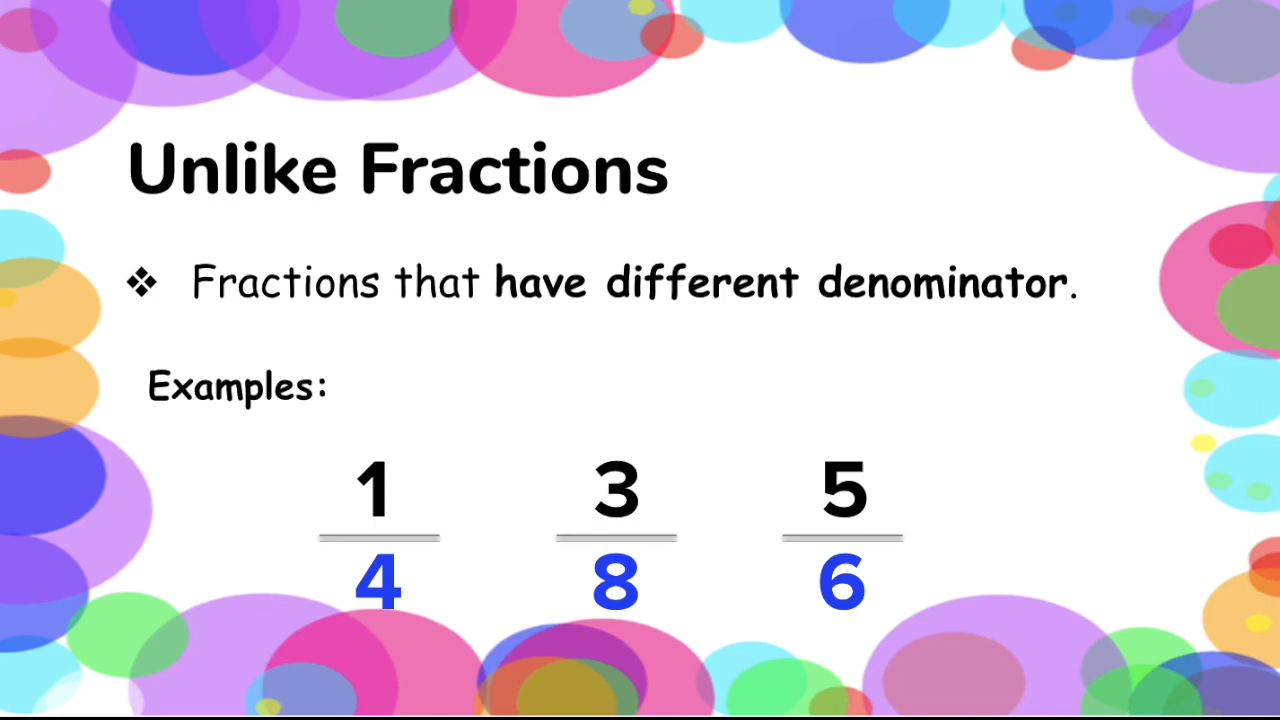 Unlike Fractions
❖ Fractions that have different denominator.
Examples:
1 3 5
4 8 6